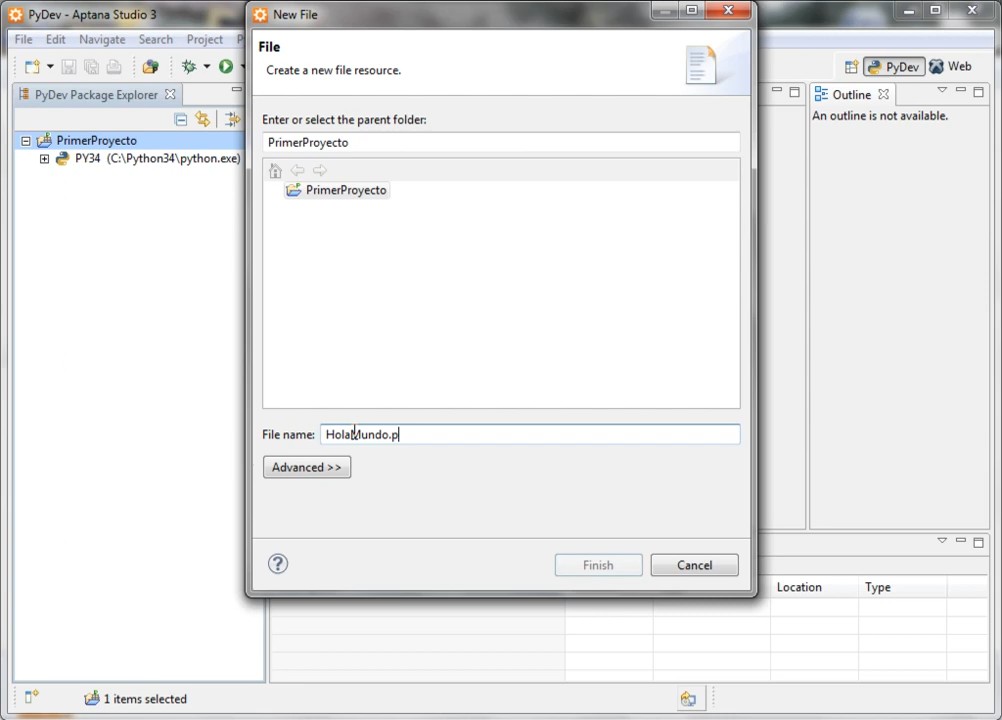 PyDev - Aptana Studio 3
New File
File Edit Navigate Search Project P
File
Create a new file resource.
PyDev
Web
PyDev Package Explorer
Outline
An outline is not available.
Enter or select the parent folder:
PrimerProyecto
PrimerProyecto
PY34 (C:\Python34\python.exe)
PrimerProyecto
File name: HolaMundo.p
Advanced >>
Finish
Cancel
Location
Type
1 items selected